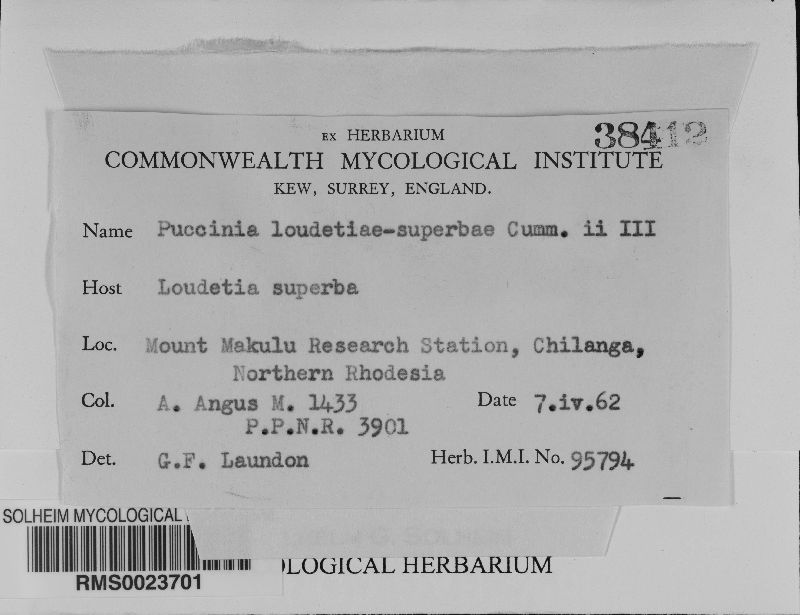 38412
Ex HERBARIUM
COMMONWEALTH MYCOLOGICAL INSTITUTE
KEW, SURREY, ENGLAND.
Name Puccinia loudetiae-superbae Cumm. ii III
Host Loudetia superba
Loc. Mount Makulu Research Station, Chilanga,
Northern Rhodesia
Col. A. Angus M. 1433 Date 7.iv.62
P.P.N.R. 3901
Det. G.F. Laundon Herb. I.M.I. No. 95794
SOLHEIM MYCOLOGICAL
G. SOLHEIM
OLOGICAL HERBARIUM
RMS0023701